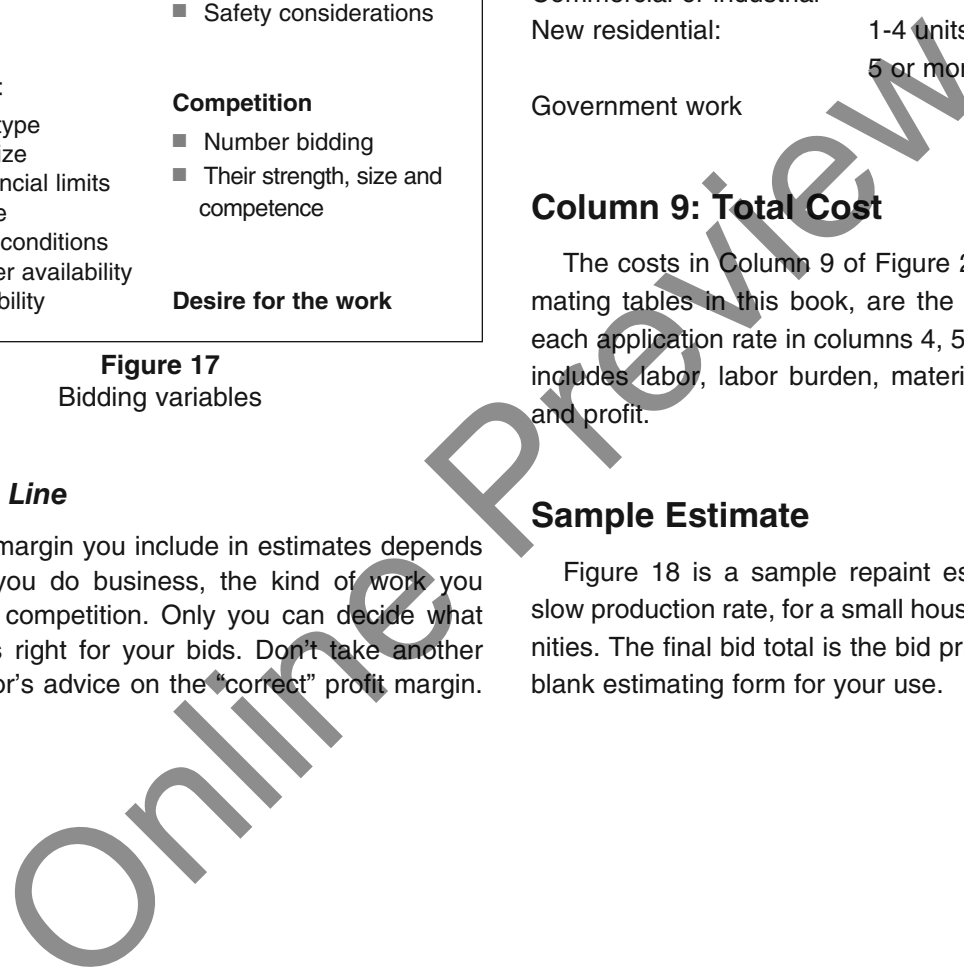 ■ Safety considerations
Competition
■ Number bidding
■ Their strength, size and
competence
Desire for the work
type
ncial limits
conditions
availability
Figure 17
Bidding variables
Line
margin you include in estimates depends
you do business, the kind of work you
competition. Only you can decide what
right for your bids. Don't take another
or's advice on the “correct” profit margin.
New residential: 1-4 units
5 or mor
Government work
Column 9: Total Cost
The costs in Column 9 of Figure 2
mating tables in this book, are the
each application rate in columns 4, 5
includes labor, labor burden, materi
and profit.
Sample Estimate
Figure 18 is a sample repaint es
slow production rate, for a small hous
nities. The final bid total is the bid pr
blank estimating form for your use.
Online Preview